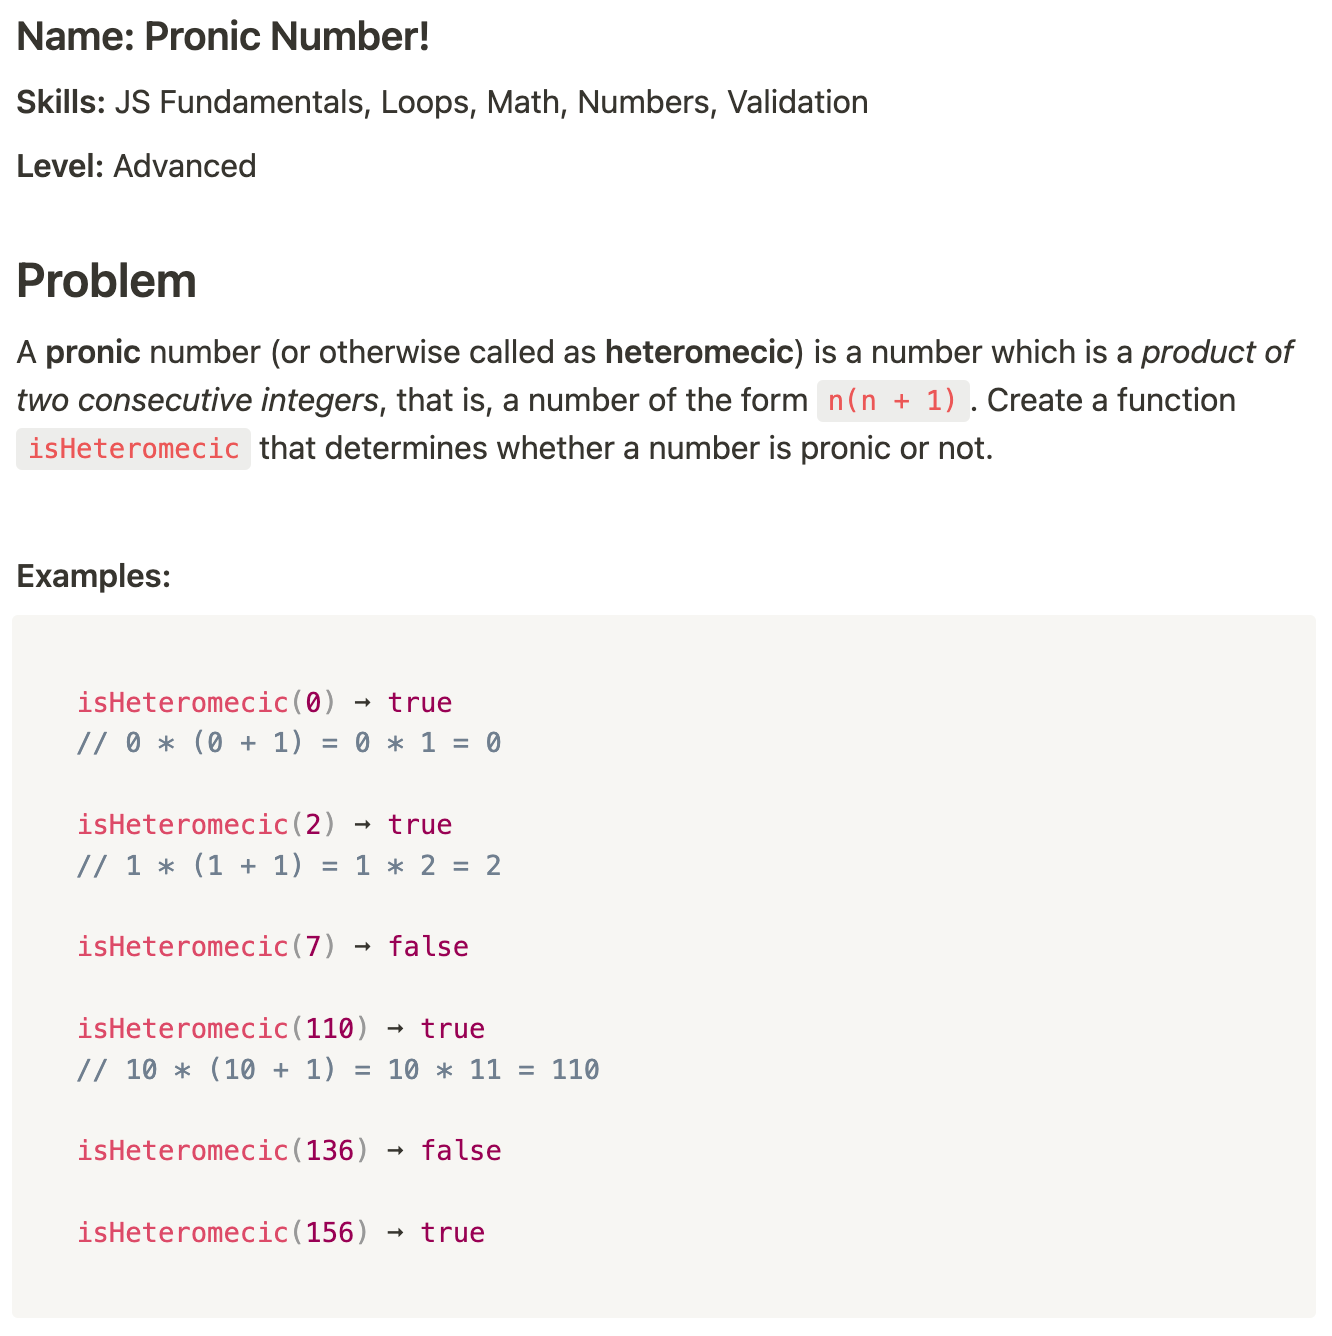 Name: Pronic Number!
Skills: JS Fundamentals, Loops, Math, Numbers, Validation
Level: Advanced
Problem
A pronic number (or otherwise called as heteromecic) is a number which is a product of
two consecutive integers, that is, a number of the form n(n + 1). Create a function
isHeteromecic that determines whether a number is pronic or not.
Examples:
isHeteromecic(0) → true
// 0 * (0 + 1) = 0 * 1 = 0
isHeteromecic(2) → true
// 1 * (1 + 1) = 1 * 2 = 2
isHeteromecic(7) → false
isHeteromecic(110) → true
// 10 * (10 + 1) = 10 * 11 = 110
isHeteromecic(136) → false
isHeteromecic(156) → true